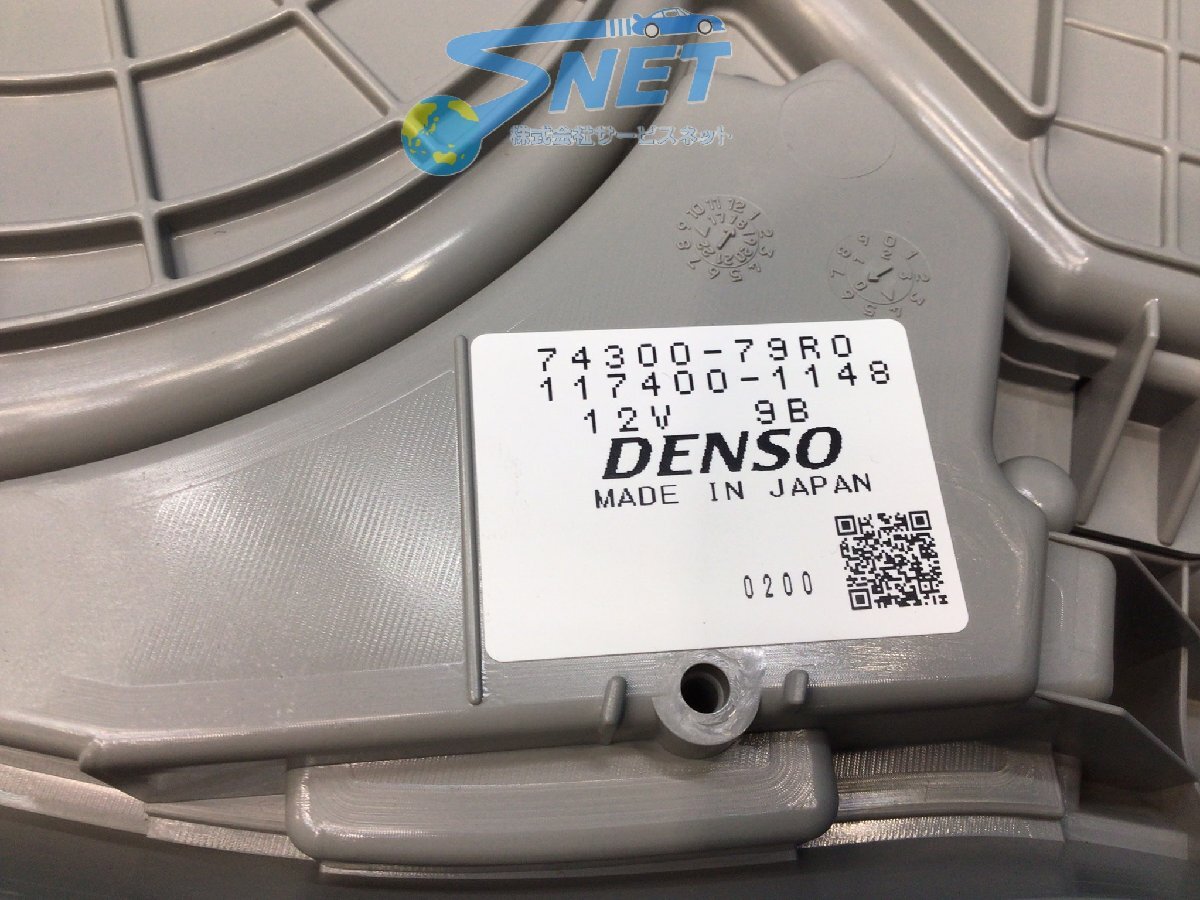 SNET
株式会社サービスネット
74300-79R0
117400-1148
12V 9B
DENSO
MADE IN JAPAN
0200